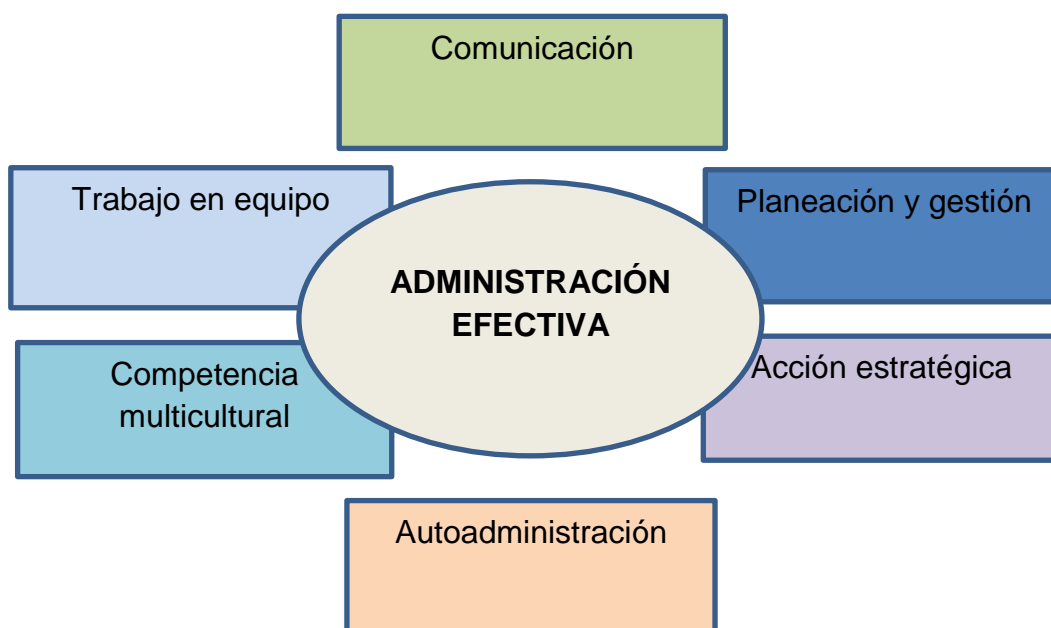 Comunicación
Trabajo en equipo
Planeación y gestión
ADMINISTRACIÓN
EFECTIVA
Competencia
multicultural
Acción estratégica
Autoadministración